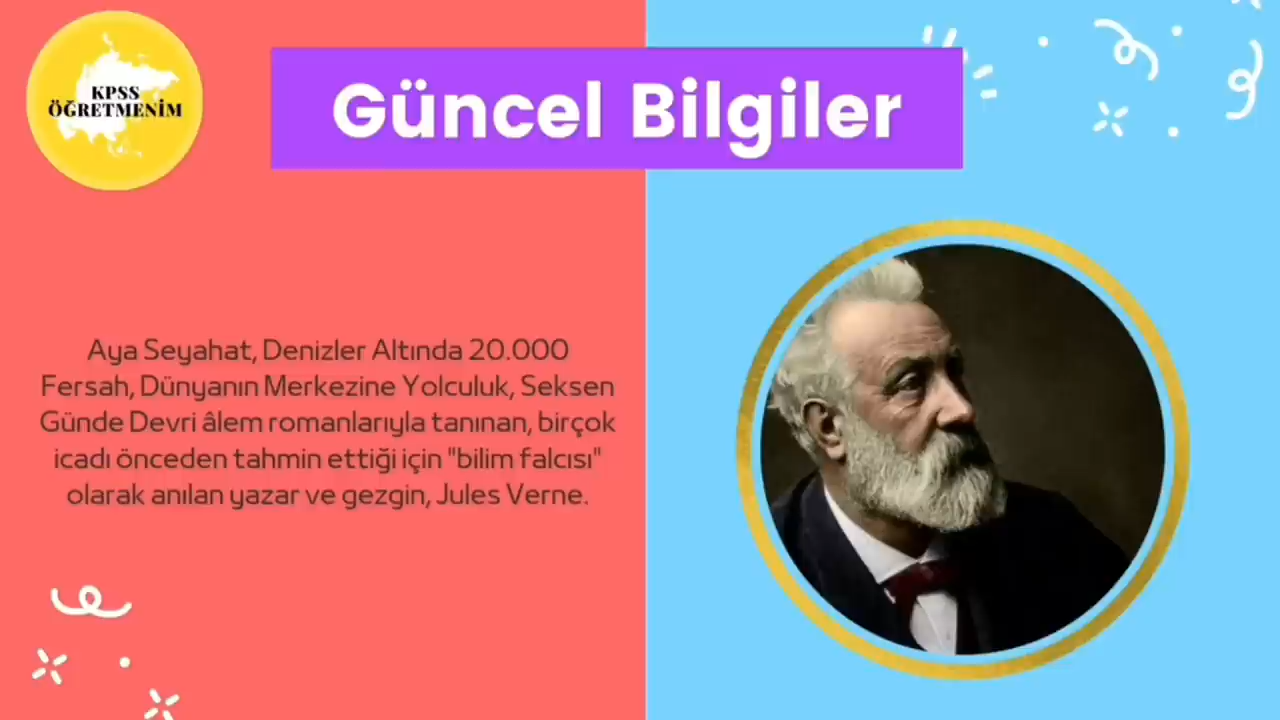 KPSS
ÖĞRETMENİM
Güncel Bilgiler
Aya Seyahat, Denizler Altında 20.000
Fersah, Dünyanın Merkezine Yolculuk, Seksen
Günde Devri âlem romanlarıyla tanınan, birçok
icadı önceden tahmin ettiği için "bilim falcısı"
olarak anılan yazar ve gezgin, Jules Verne.